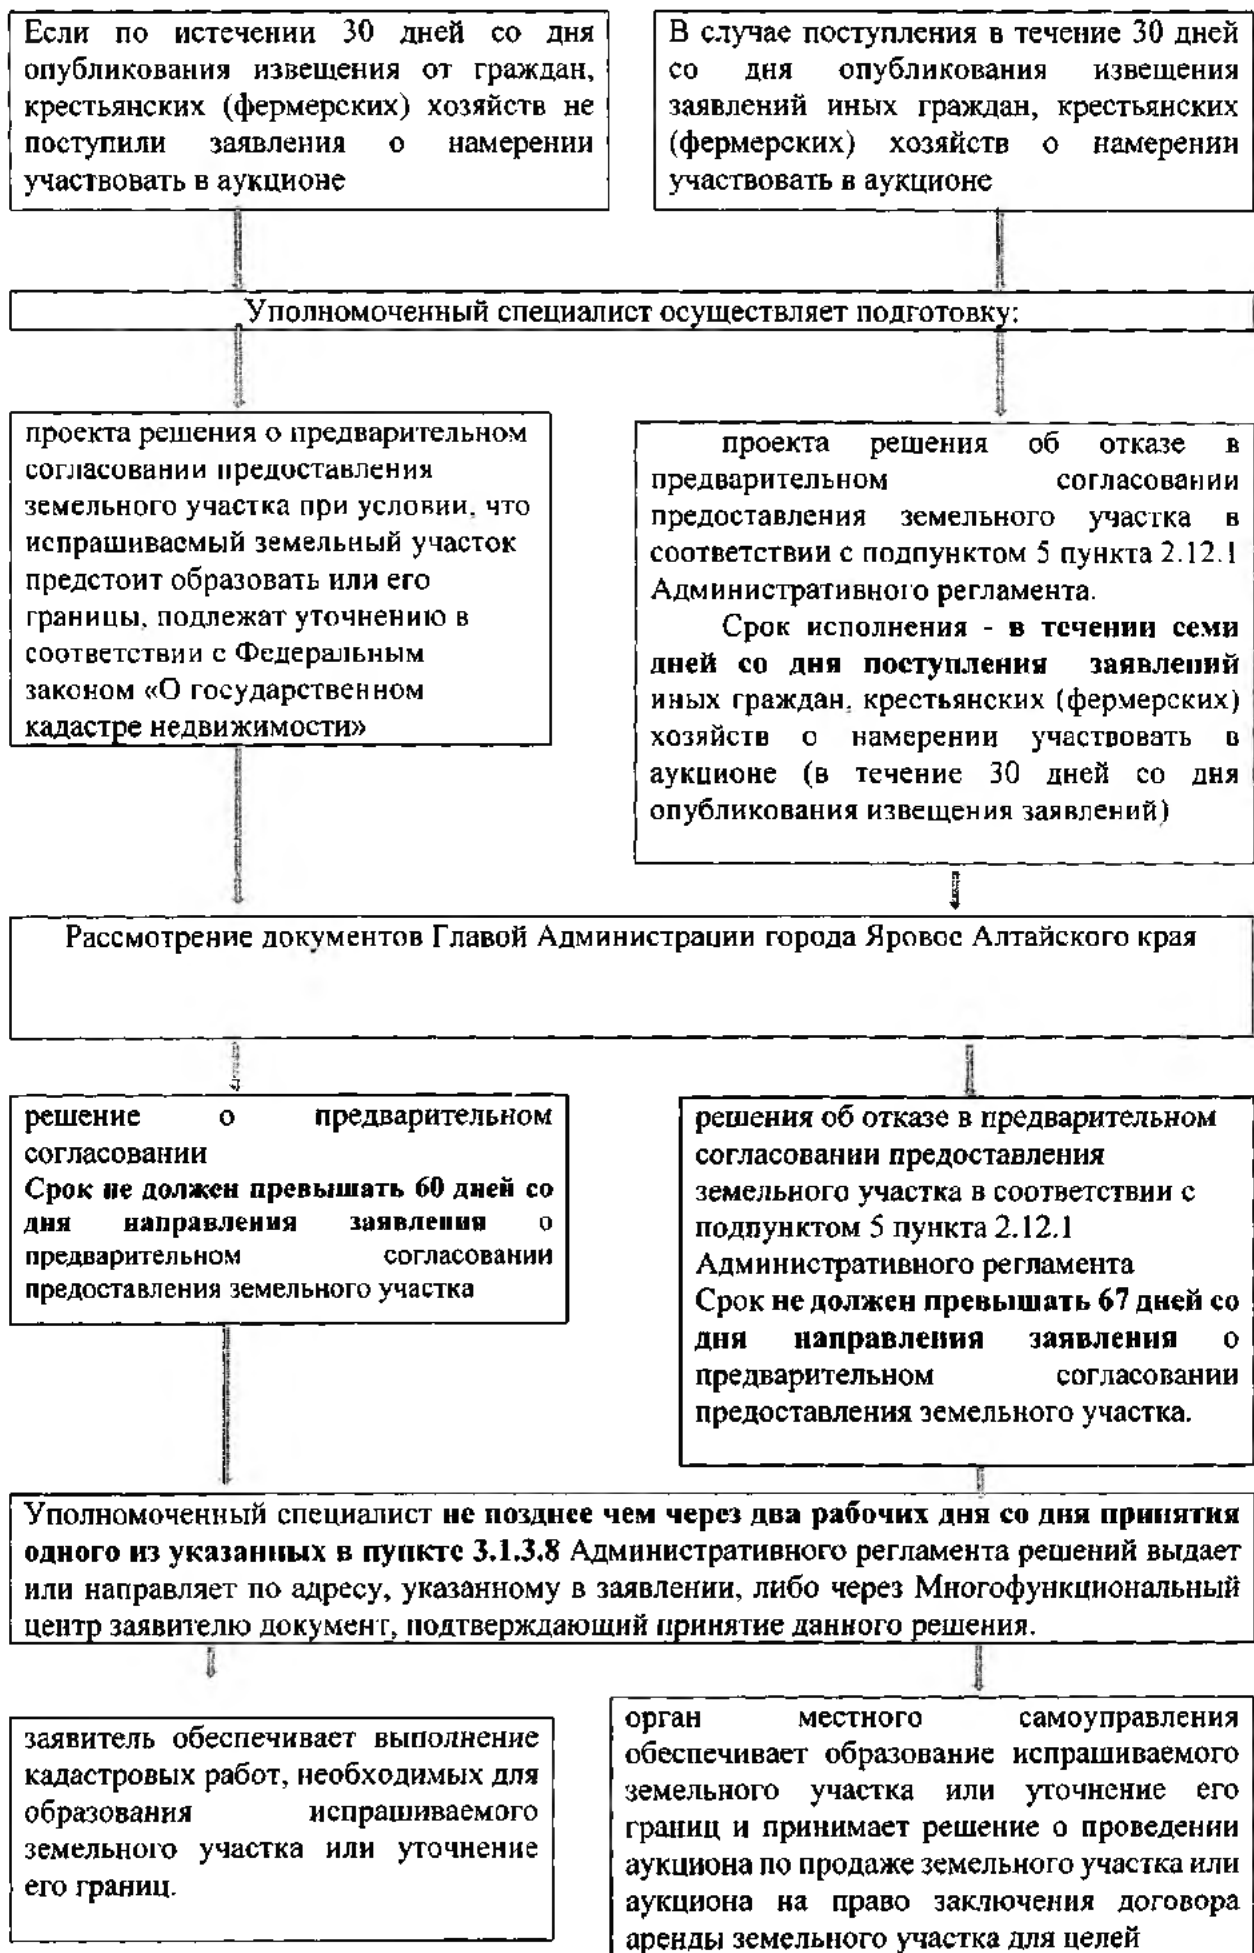 Если по истечении 30 дней со дня
опубликования извещения от граждан,
крестьянских (фермерских) хозяйств не
поступили заявления о намерении
участвовать в аукционе
В случае поступления в течение 30 дней
со дня опубликования извещения
заявлений иных граждан, крестьянских
(фермерских) хозяйств о намерении
участвовать в аукционе
Уполномоченный специалист осуществляет подготовку:
проекта решения о предварительном
согласовании предоставления
земельного участка при условии, что
испрашиваемый земельный участок
предстоит образовать или его
границы, подлежат уточнению в
соответствии с Федеральным
законом «О государственном
кадастре недвижимости»
проекта решения об отказе в
предварительном согласовании
предоставления земельного участка в
соответствии с подпунктом 5 пункта 2.12.1
Административного регламента.
Срок исполнения - в течении семи
дней со дня поступления заявлений
иных граждан, крестьянских (фермерских)
хозяйств о намерении участвовать в
аукционе (в течение 30 дней со дня
опубликования извещения заявлений)
Рассмотрение документов Главой Администрации города Яровое Алтайского края
решение о предварительном
согласовании
Срок не должен превышать 60 дней со
дня направления заявления о
предварительном согласовании
предоставления земельного участка
решения об отказе в предварительном
согласовании предоставления
земельного участка в соответствии с
подпунктом 5 пункта 2.12.1
Административного регламента
Срок не должен превышать 67 дней со
дня направления заявления о
предварительном согласовании
предоставления земельного участка.
Уполномоченный специалист не позднее чем через два рабочих дня со дня принятия
одного из указанных в пункте 3.1.3.8 Административного регламента решений выдает
или направляет по адресу, указанному в заявлении, либо через Многофункциональный
центр заявителю документ, подтверждающий принятие данного решения.
заявитель обеспечивает выполнение
кадастровых работ, необходимых для
образования испрашиваемого
земельного участка или уточнение
его границ.
орган местного самоуправления
обеспечивает образование испрашиваемого
земельного участка или уточнение его
границ и принимает решение о проведении
аукциона по продаже земельного участка или
аукциона на право заключения договора
аренды земельного участка для целей